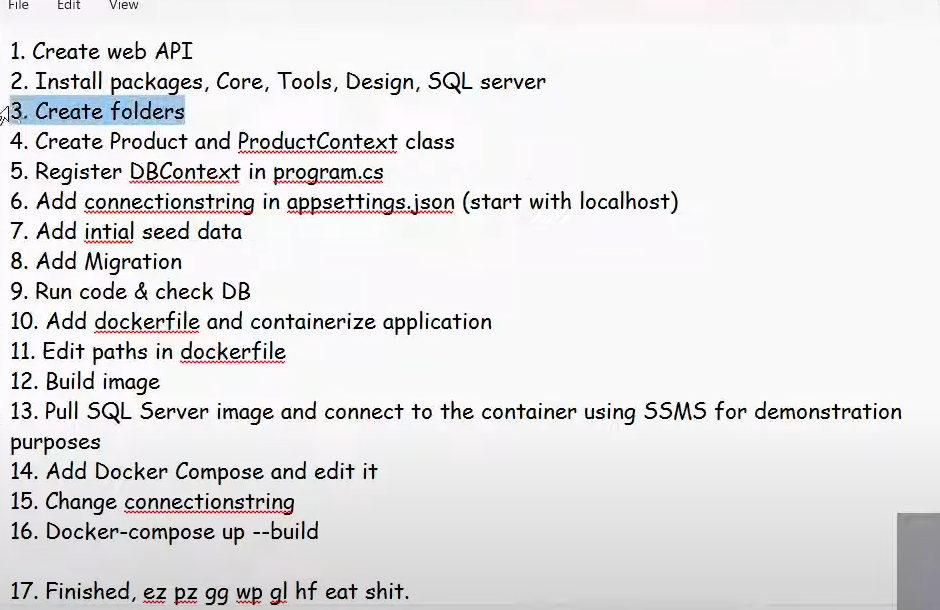 File Edit View
1. Create web API
2. Install packages, Core, Tools, Design, SQL server
3. Create folders
4. Create Product and ProductContext class
5. Register DBContext in program.cs
6. Add connectionstring in appsettings.json (start with localhost)
7. Add intial seed data
8. Add Migration
9. Run code & check DB
10. Add dockerfile and containerize application
11. Edit paths in dockerfile
12. Build image
13. Pull SQL Server image and connect to the container using SSMS for demonstration
purposes
14. Add Docker Compose and edit it
15. Change connectionstring
16. Docker-compose up --build
17. Finished, ez pz gg wp gl hf eat shit.